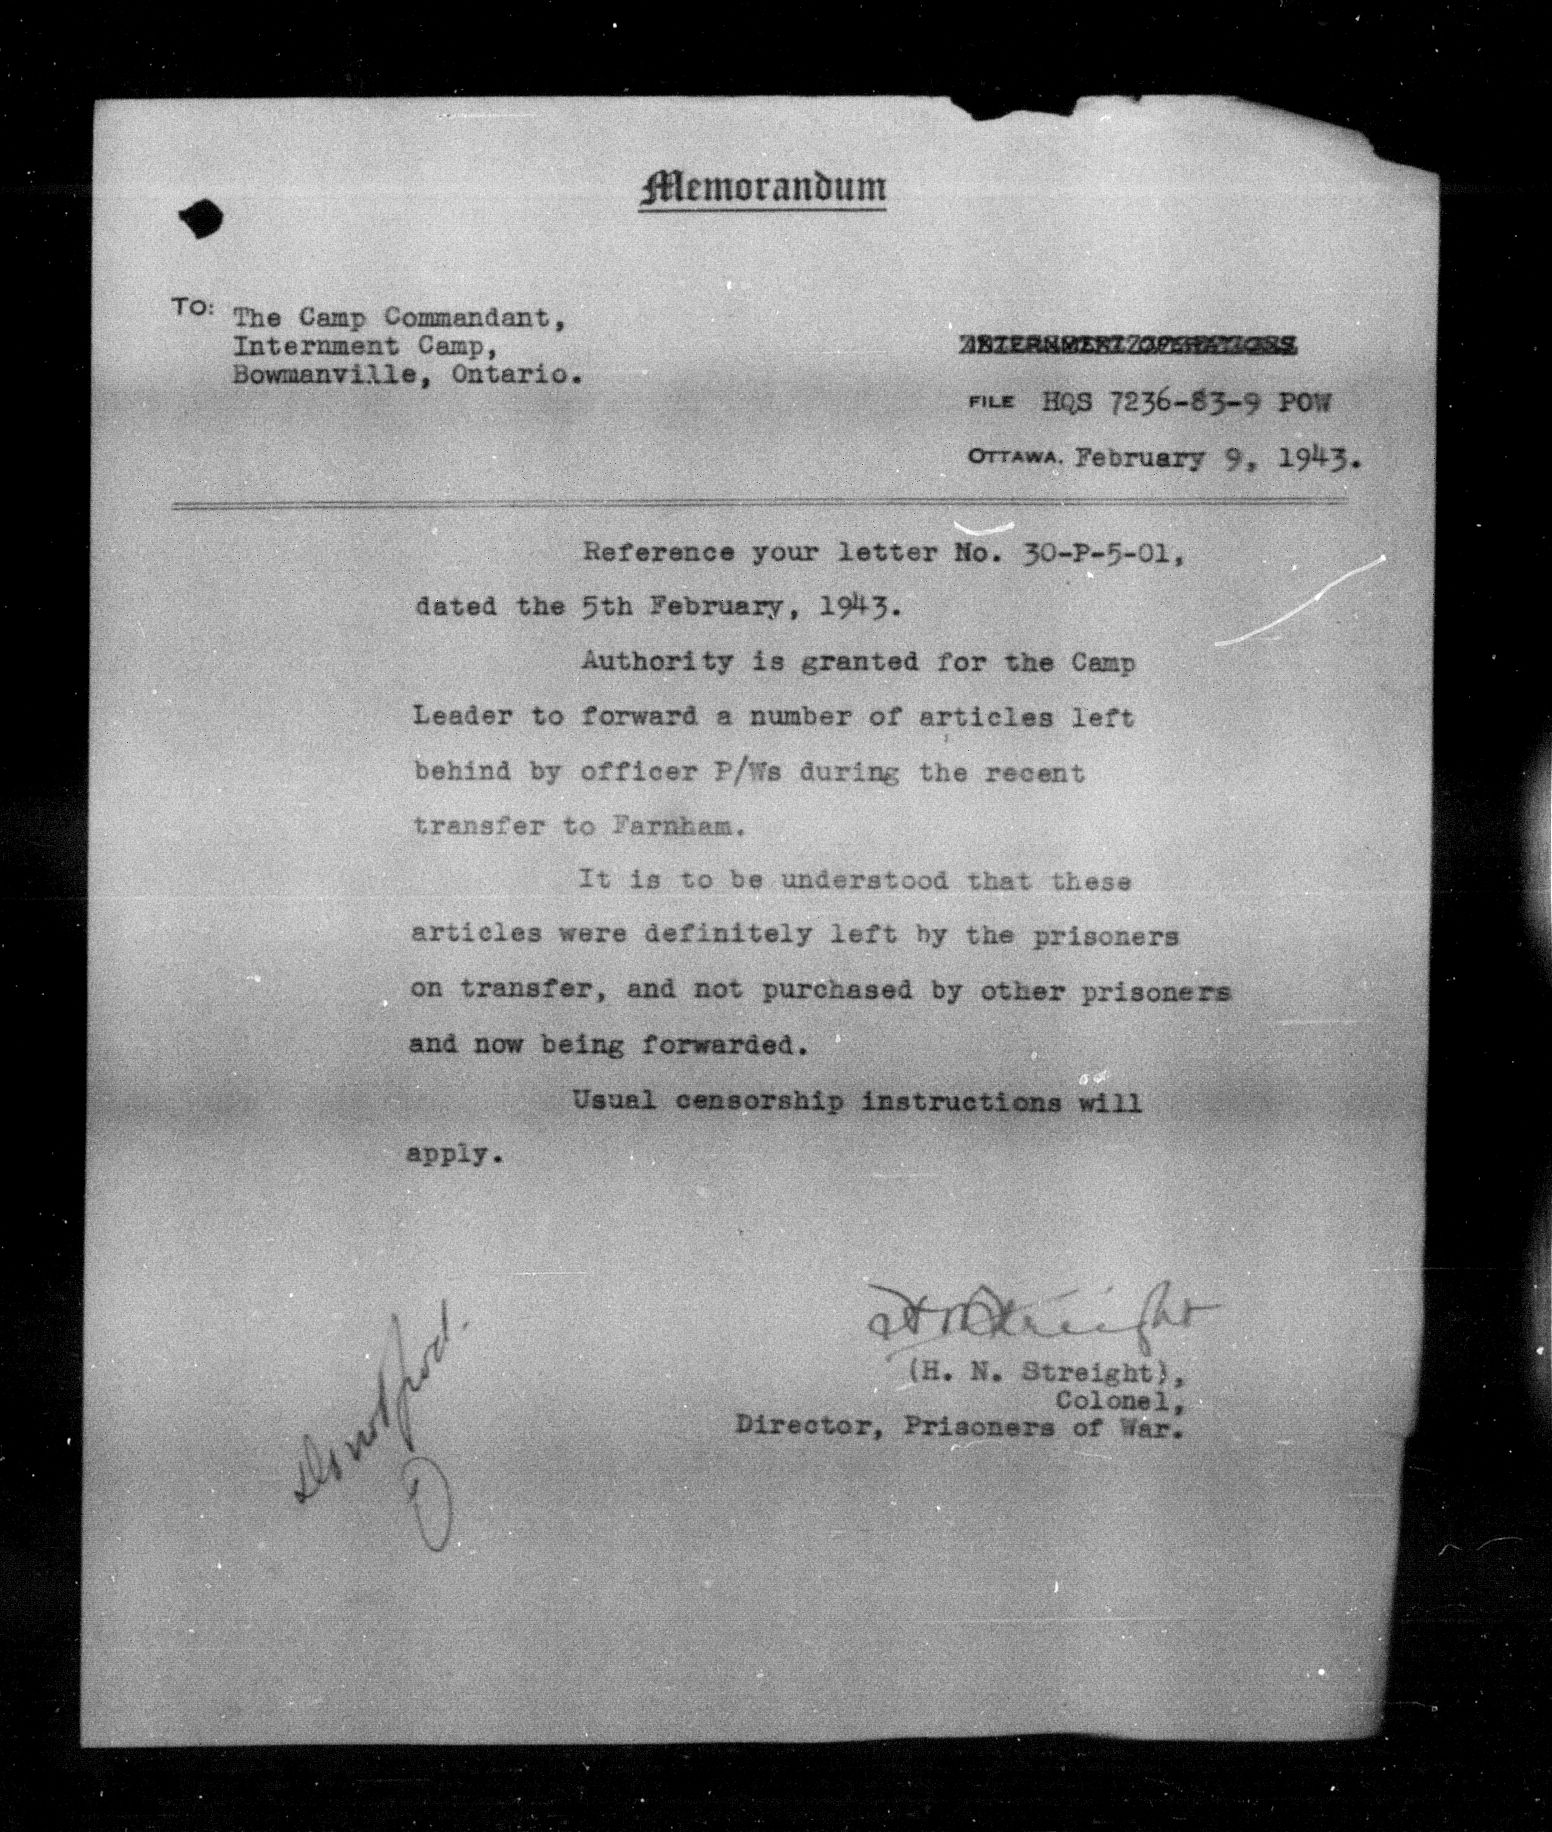 Memorandum
TO: The Camp Commandant,
Internment Camp,
Bowmanville, Ontario.
INTERNMENT OPERATIONS
FILE HQS 7236-83-9 POW
OTTAWA. February 9, 1943.
Reference your letter No. 30-P-5-01,
dated the 5th February, 1943.
Authority is granted for the Camp
Leader to forward a number of articles left
behind by officer P/Ws during the recent
transfer to Farnham.
It is to be understood that these
articles were definitely left by the prisoners
on transfer, and not purchased by other prisoners
and now being forwarded.
Usual censorship instructions will
apply.
H N Streight
(H. N. Streight),
Colonel,
Director, Prisoners of War.